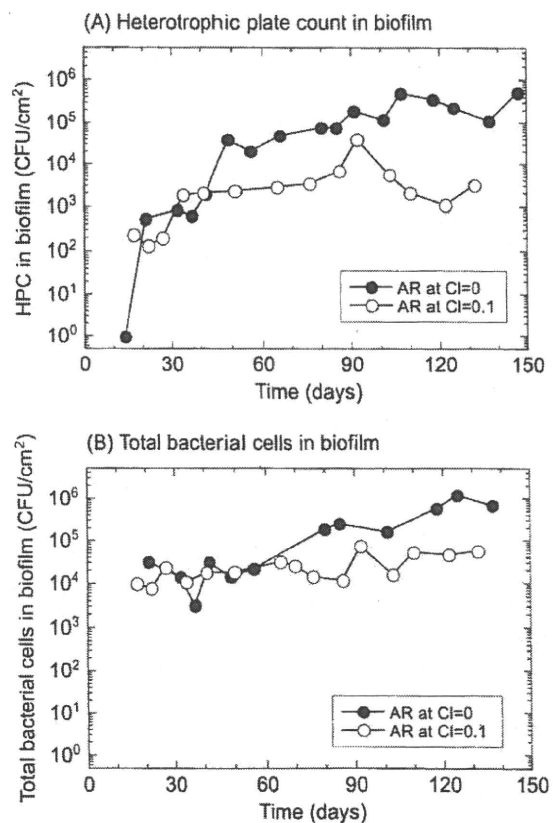 (A) Heterotrophic plate count in biofilm
HPC in biofilm (CFU/cm²)
10⁶
10⁵
10⁴
10³
10²
10¹
10⁰
AR at Cl=0
AR at Cl=0.1
0 30 60 90 120 150
Time (days)
(B) Total bacterial cells in biofilm
Total bacterial cells in biofilm (CFU/cm²)
10⁶
10⁵
10⁴
10³
10²
10¹
10⁰
AR at Cl=0
AR at Cl=0.1
0 30 60 90 120 150
Time (days)